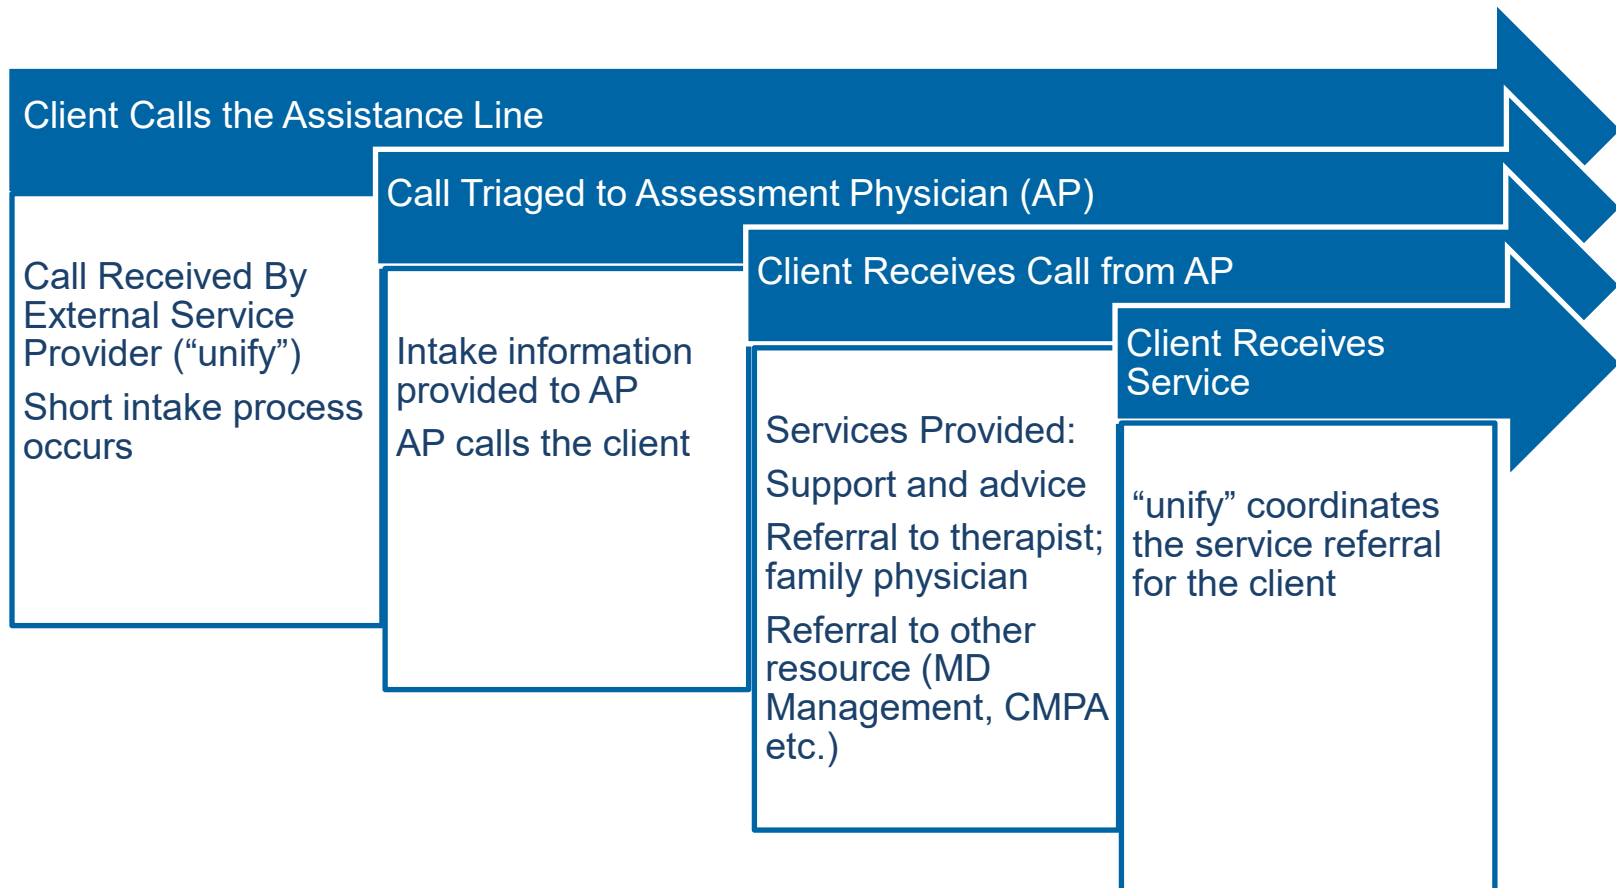 Client Calls the Assistance Line
Call Received By
External Service
Provider (“unify”)
Short intake process
occurs
Call Triaged to Assessment Physician (AP)
Intake information
provided to AP
AP calls the client
Client Receives Call from AP
Services Provided:
Support and advice
Referral to therapist;
family physician
Referral to other
resource (MD
Management, CMPA
etc.)
Client Receives
Service
“unify” coordinates
the service referral
for the client